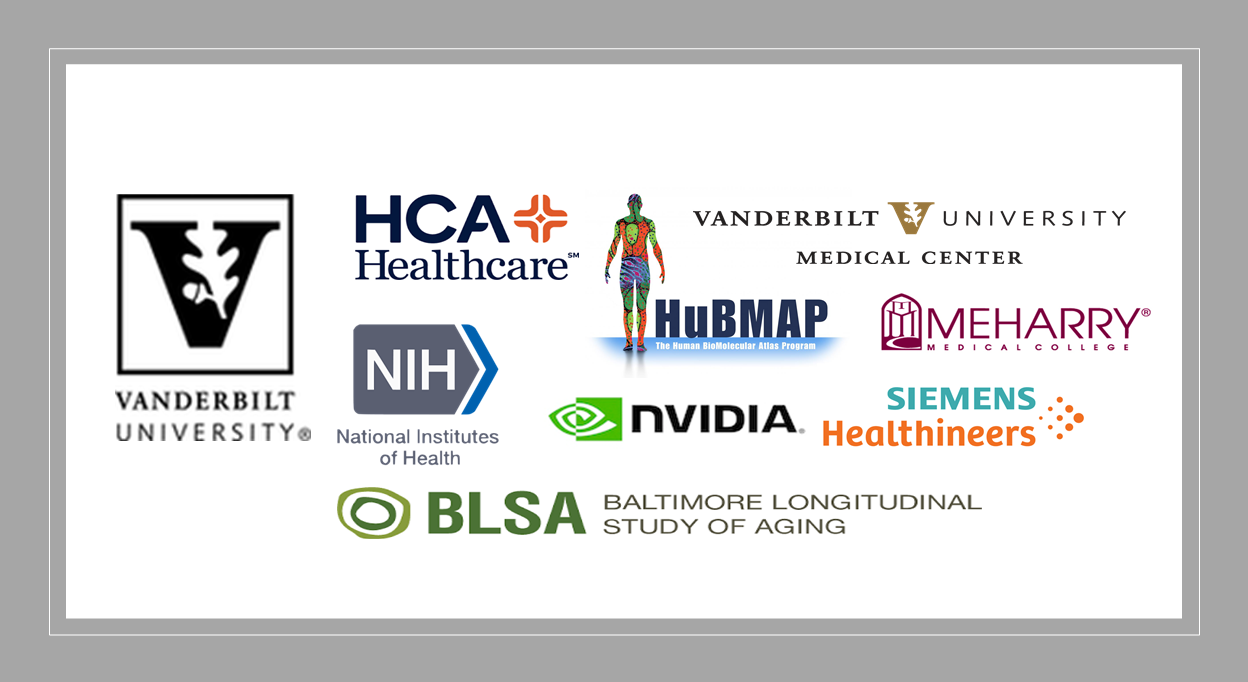 VANDERBILT
UNIVERSITY®
HCA
Healthcare℠
NIH
National Institutes
of Health
HuBMAP
The Human BioMolecular Atlas Program
VANDERBILT V UNIVERSITY
MEDICAL CENTER
MEHARRY®
MEDICAL COLLEGE
NVIDIA.
SIEMENS
Healthineers
BLSA
BALTIMORE LONGITUDINAL
STUDY OF AGING